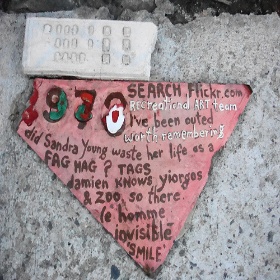 SEARCH Flickr.com
1970 Recreational ART team
I've been outed
worth remembering
did Sandra Young waste her life as a
FAG HAG? TAGS
damien KNOWS yiorgos
& ZOO, so there.
le homme
invisible
'SMILE'